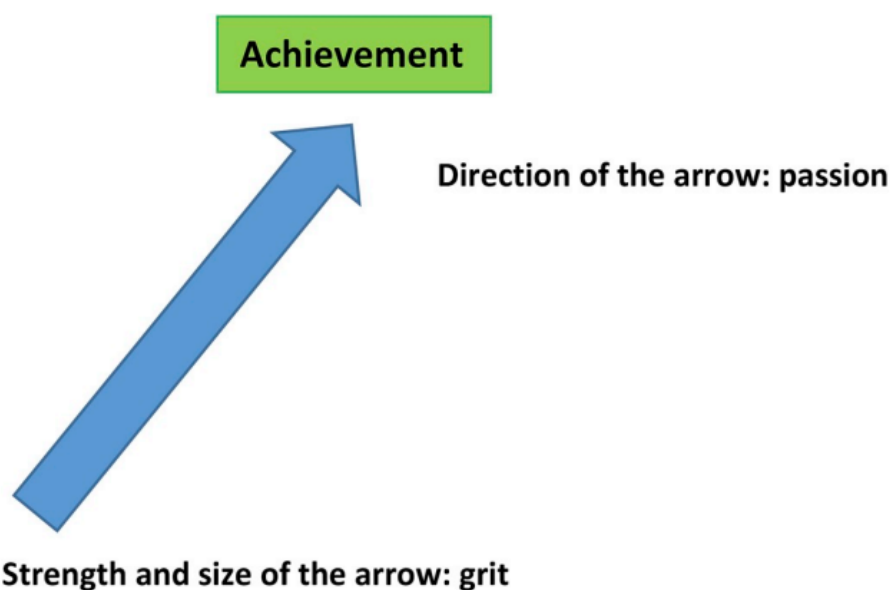 Achievement
Direction of the arrow: passion
Strength and size of the arrow: grit